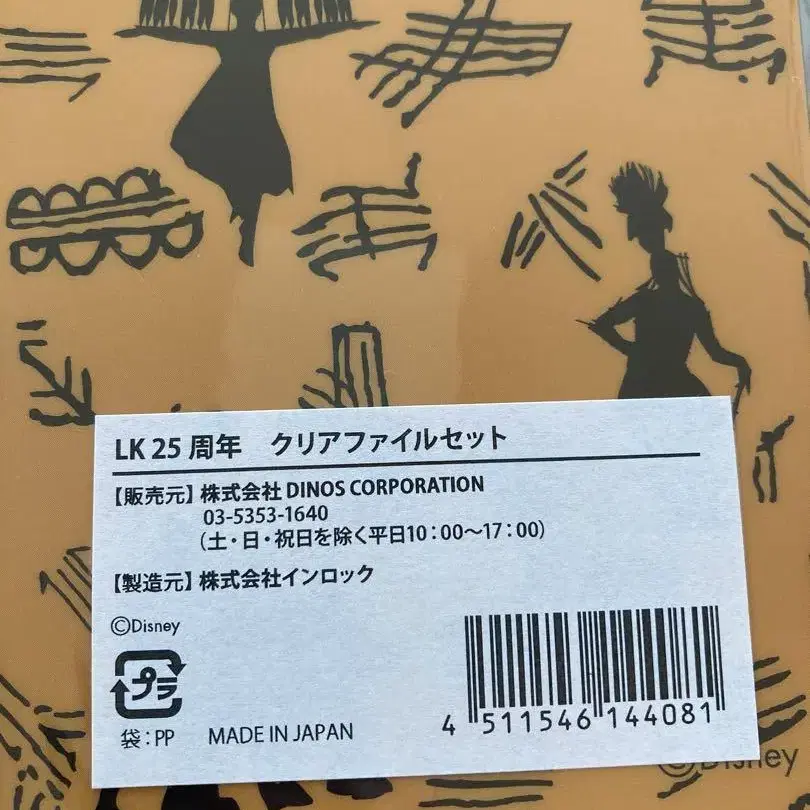 LK 25 周年　クリアファイルセット
【販売元】株式会社 DINOS CORPORATION
03-5353-1640
（土・日・祝日を除く平日10：00〜17：00）
【製造元】株式会社インロック
©Disney
プラ
袋：PP　MADE IN JAPAN
4 511546 144081
©Disney